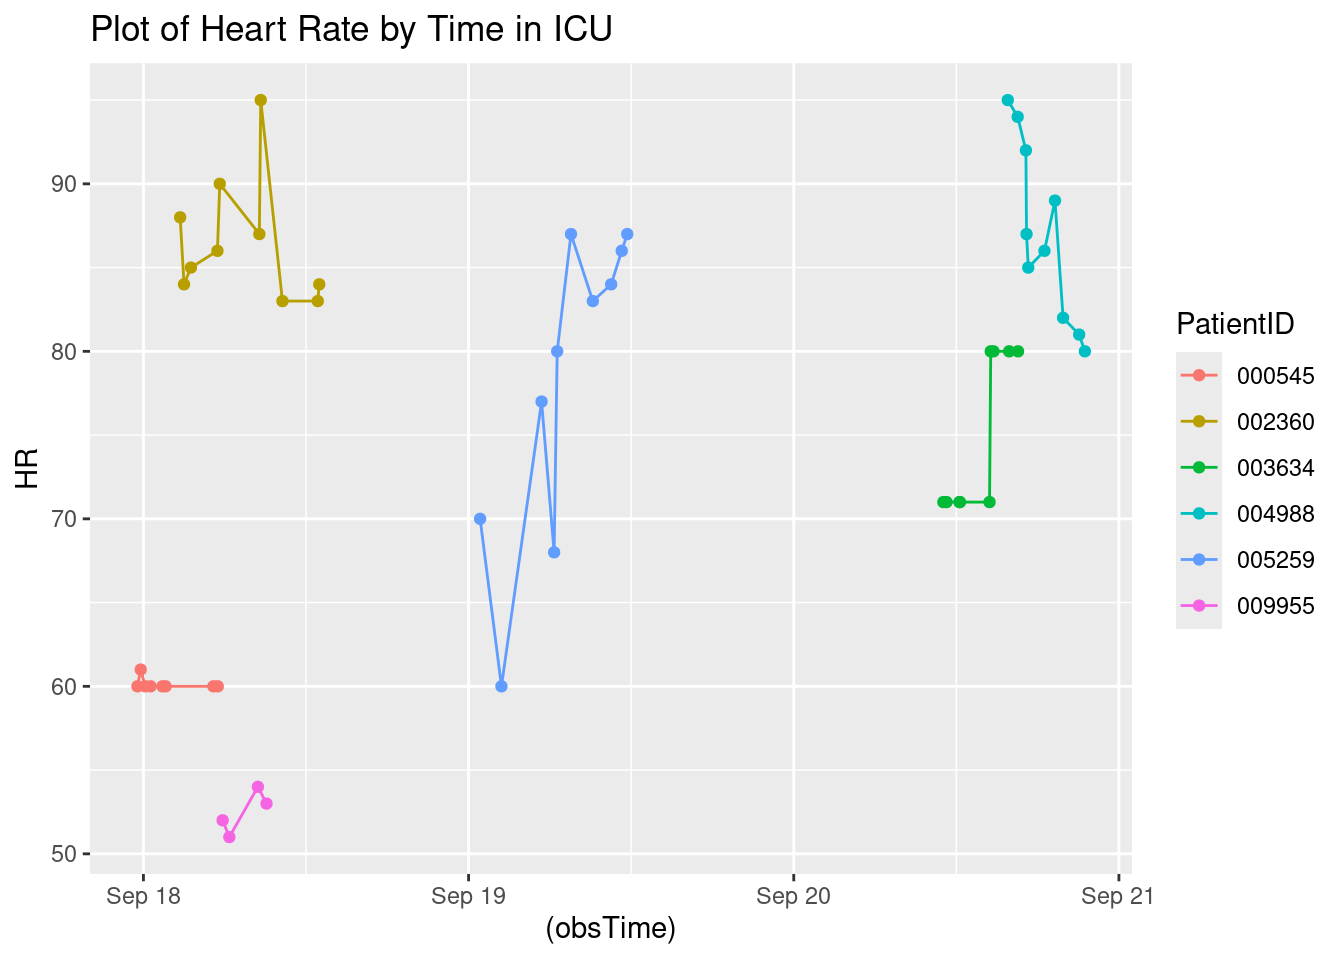 Plot of Heart Rate by Time in ICU
HR
90
80
70
60
50
Sep 18
Sep 19
Sep 20
Sep 21
(obsTime)
PatientID
000545
002360
003634
004988
005259
009955